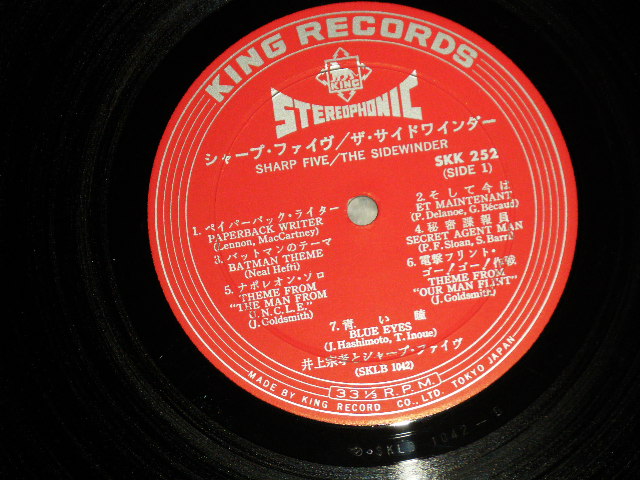 KING RECORDS
KING
STEREOPHONIC
シャープ・ファイヴ/ザ・サイドワインダー
SHARP FIVE/THE SIDEWINDER
SKK 252
(SIDE 1)
1. ペイパーバック・ライター
PAPERBACK WRITER
(Lennon, MacCartney)
2. そして今は
ET MAINTENANT
(P. Delanoe, G. Bécaud)
3. バットマンのテーマ
BATMAN THEME
(Neal Hefti)
4. 秘密諜報員
SECRET AGENT MAN
(P.F. Sloan, S. Barri)
5. ナポレオン・ソロ
THEME FROM
"THE MAN FROM
U.N.C.L.E."
(J. Goldsmith)
6. 電撃フリント・
ゴー!ゴー!作戦
THEME FROM
"OUR MAN FLINT"
(J. Goldsmith)
7. 青い瞳
BLUE EYES
(J. Hashimoto, T. Inoue)
井上宗孝とシャープ・ファイヴ
(SKLB 1042)
33⅓ R.P.M.
MADE BY KING RECORD CO., LTD. TOKYO JAPAN